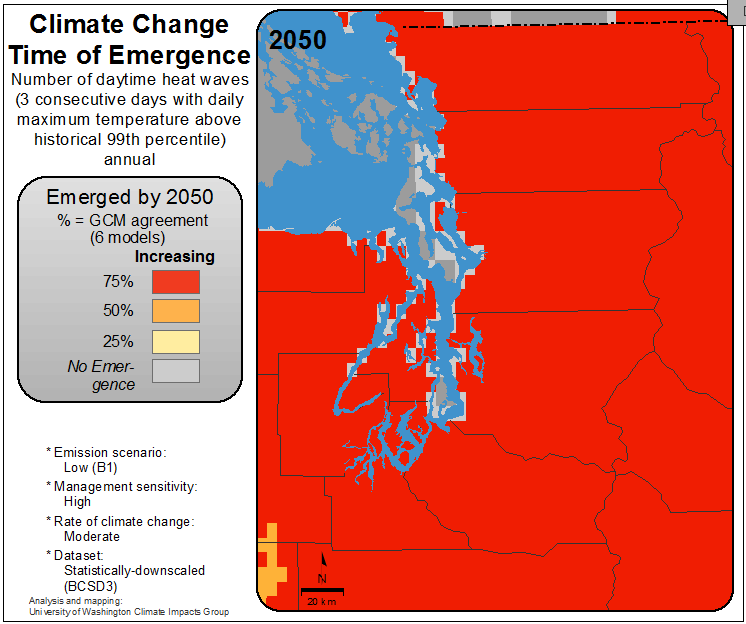 Climate Change
Time of Emergence
Number of daytime heat waves
(3 consecutive days with daily
maximum temperature above
historical 99th percentile)
annual
Emerged by 2050
% = GCM agreement
(6 models)
Increasing
75%
50%
25%
No Emer-
gence
* Emission scenario:
Low (B1)
* Management sensitivity:
High
* Rate of climate change:
Moderate
* Dataset:
Statistically-downscaled
(BCSD3)
Analysis and mapping:
University of Washington Climate Impacts Group
2050
N
20 km